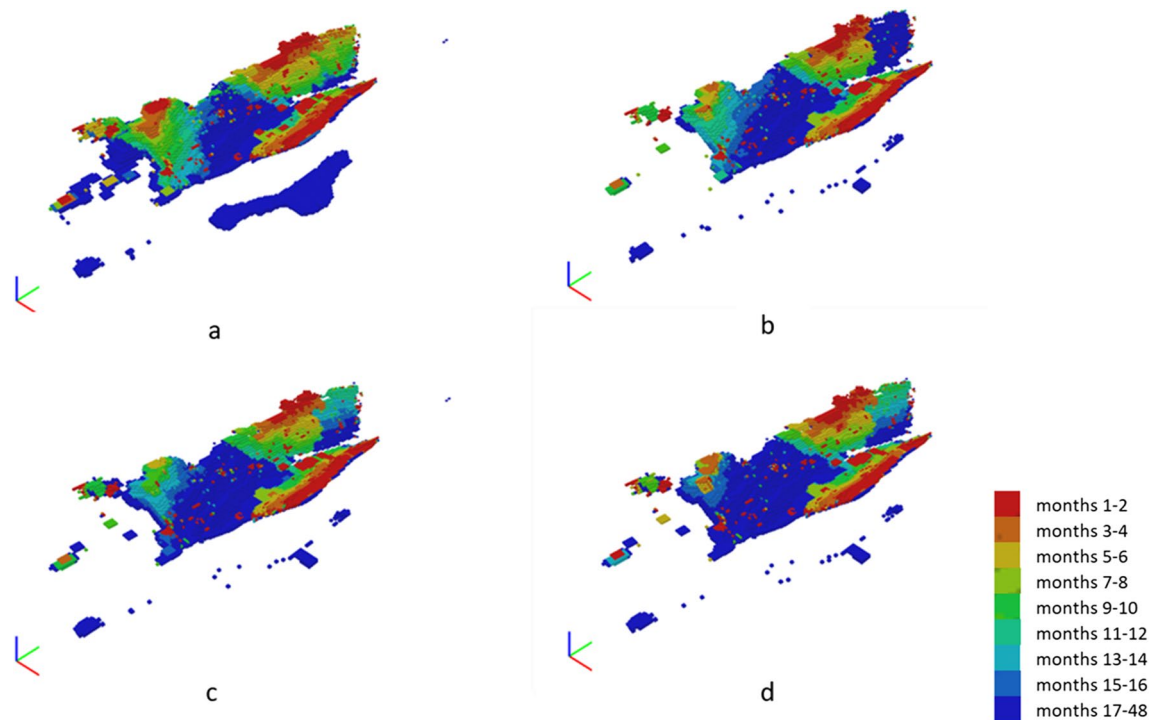 a
b
c
d
months 1-2
months 3-4
months 5-6
months 7-8
months 9-10
months 11-12
months 13-14
months 15-16
months 17-48